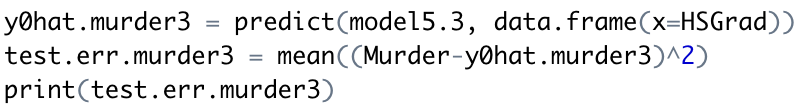 y0hat.murder3 = predict(model5.3, data.frame(x=HSGrad))
test.err.murder3 = mean((Murder-y0hat.murder3)^2)
print(test.err.murder3)